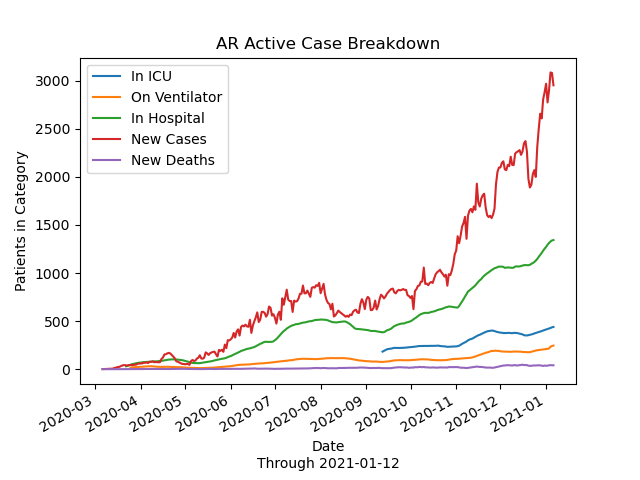 AR Active Case Breakdown
In ICU
On Ventilator
In Hospital
New Cases
New Deaths
Patients in Category
3000
2500
2000
1500
1000
500
0
2020-03
2020-04
2020-05
2020-06
2020-07
2020-08
2020-09
2020-10
2020-11
2020-12
2021-01
Date
Through 2021-01-12